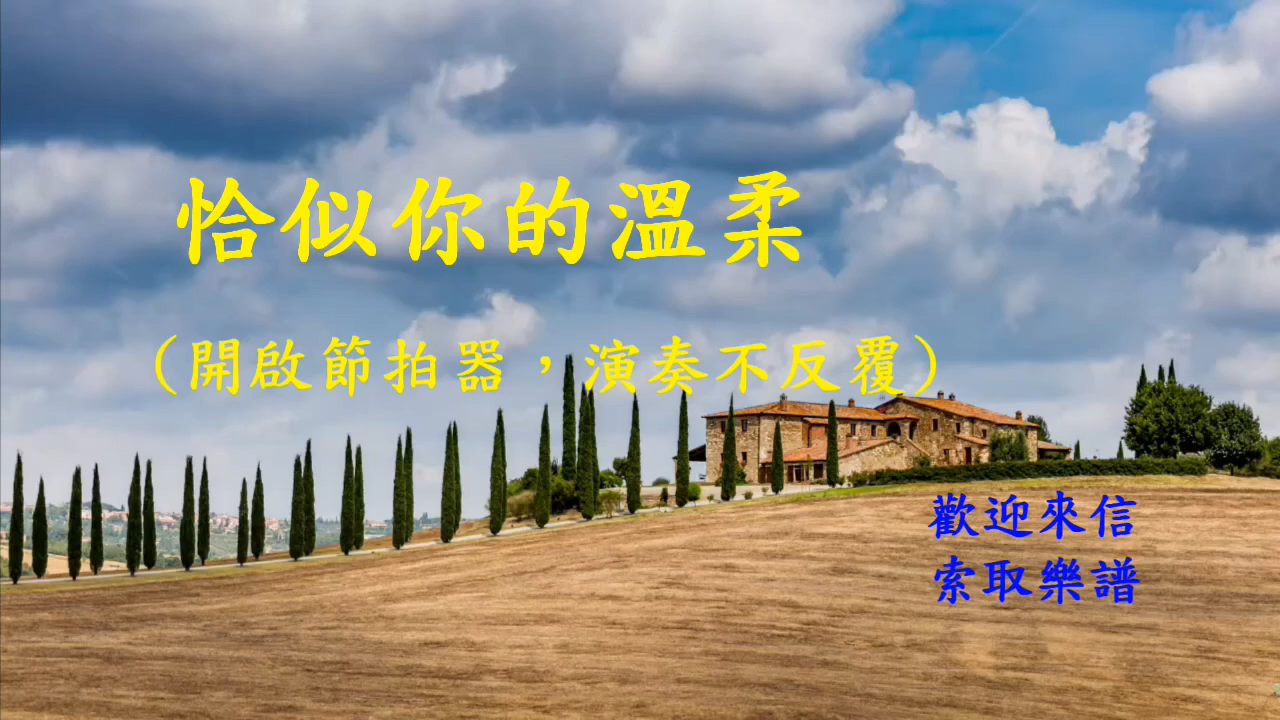 恰似你的溫柔
(開啟節拍器，演奏不反覆)
歡迎來信
索取樂譜